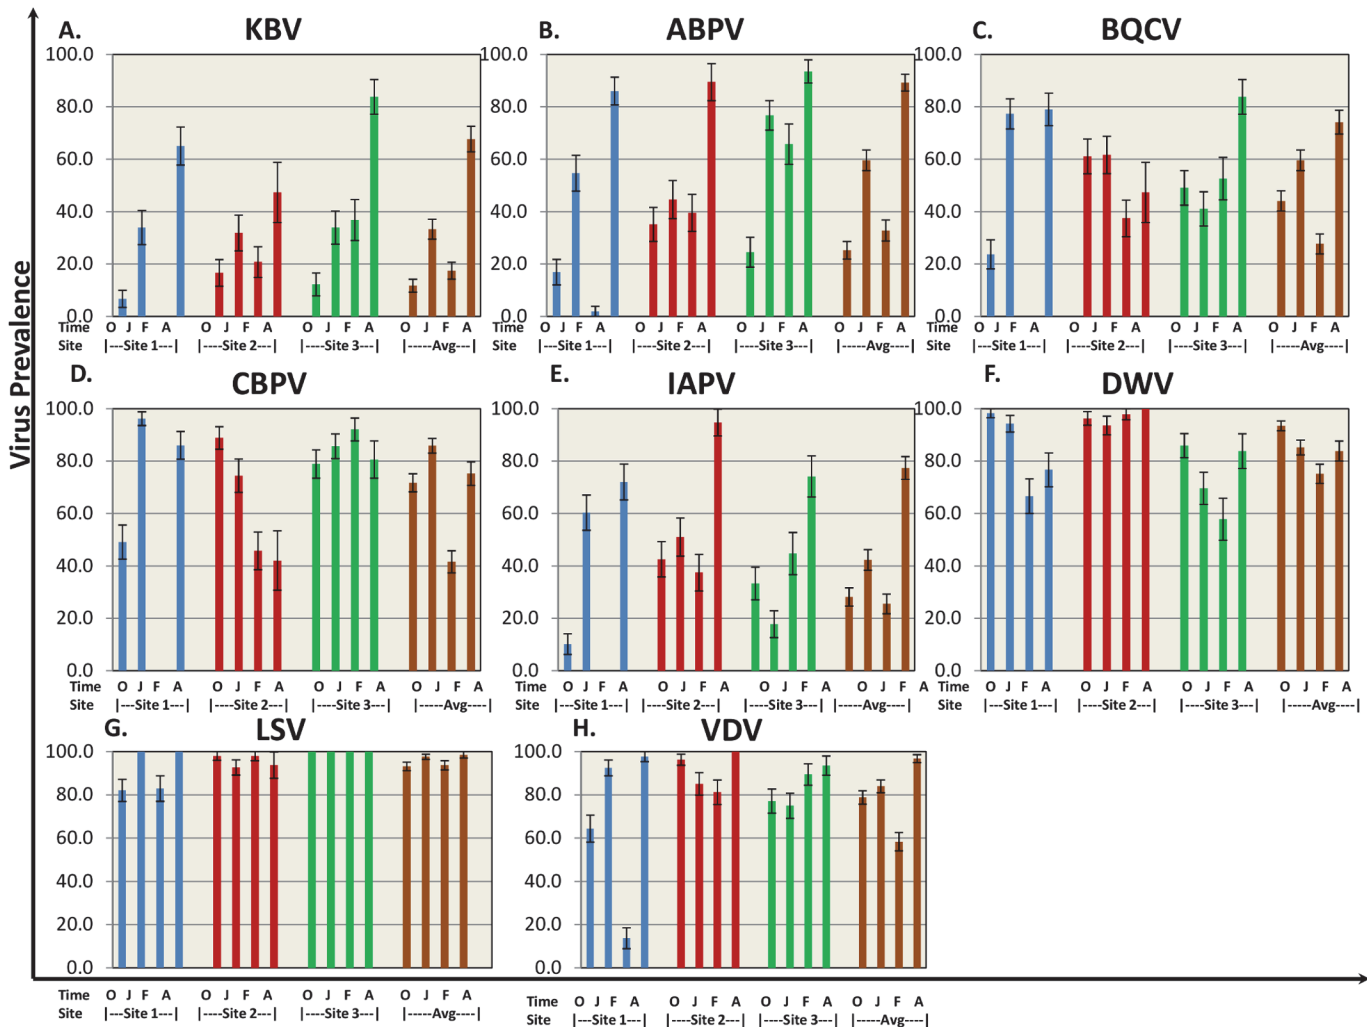 Virus Prevalence
A. KBV B. ABPV C. BQCV
100.0 100.0 100.0
80.0 80.0 80.0
60.0 60.0 60.0
40.0 40.0 40.0
20.0 20.0 20.0
0.0 0.0 0.0
Time O J F A O J F A O J F A O J F A Time O J F A O J F A O J F A O J F A Time O J F A O J F A O J F A O J F A
Site |---Site 1---| |----Site 2---| |----Site 3---| |-----Avg----| Site |---Site 1---| |----Site 2---| |----Site 3---| |-----Avg----| Site |---Site 1---| |----Site 2---| |----Site 3---| |-----Avg----|
D. CBPV E. IAPV F. DWV
100.0 100.0 100.0
80.0 80.0 80.0
60.0 60.0 60.0
40.0 40.0 40.0
20.0 20.0 20.0
0.0 0.0 0.0
Time O J F A O J F A O J F A O J F A Time O J F A O J F A O J F A O J F A Time O J F A O J F A O J F A O J F A
Site |---Site 1---| |----Site 2---| |----Site 3---| |-----Avg----| Site |---Site 1---| |----Site 2---| |----Site 3---| |-----Avg----| Site |---Site 1---| |----Site 2---| |----Site 3---| |-----Avg----|
G. LSV H. VDV
100.0 100.0
80.0 80.0
60.0 60.0
40.0 40.0
20.0 20.0
0.0 0.0
Time O J F A O J F A O J F A O J F A Time O J F A O J F A O J F A O J F A
Site |---Site 1---| |----Site 2---| |----Site 3---| |-----Avg----| Site |---Site 1---| |----Site 2---| |----Site 3---| |-----Avg----|